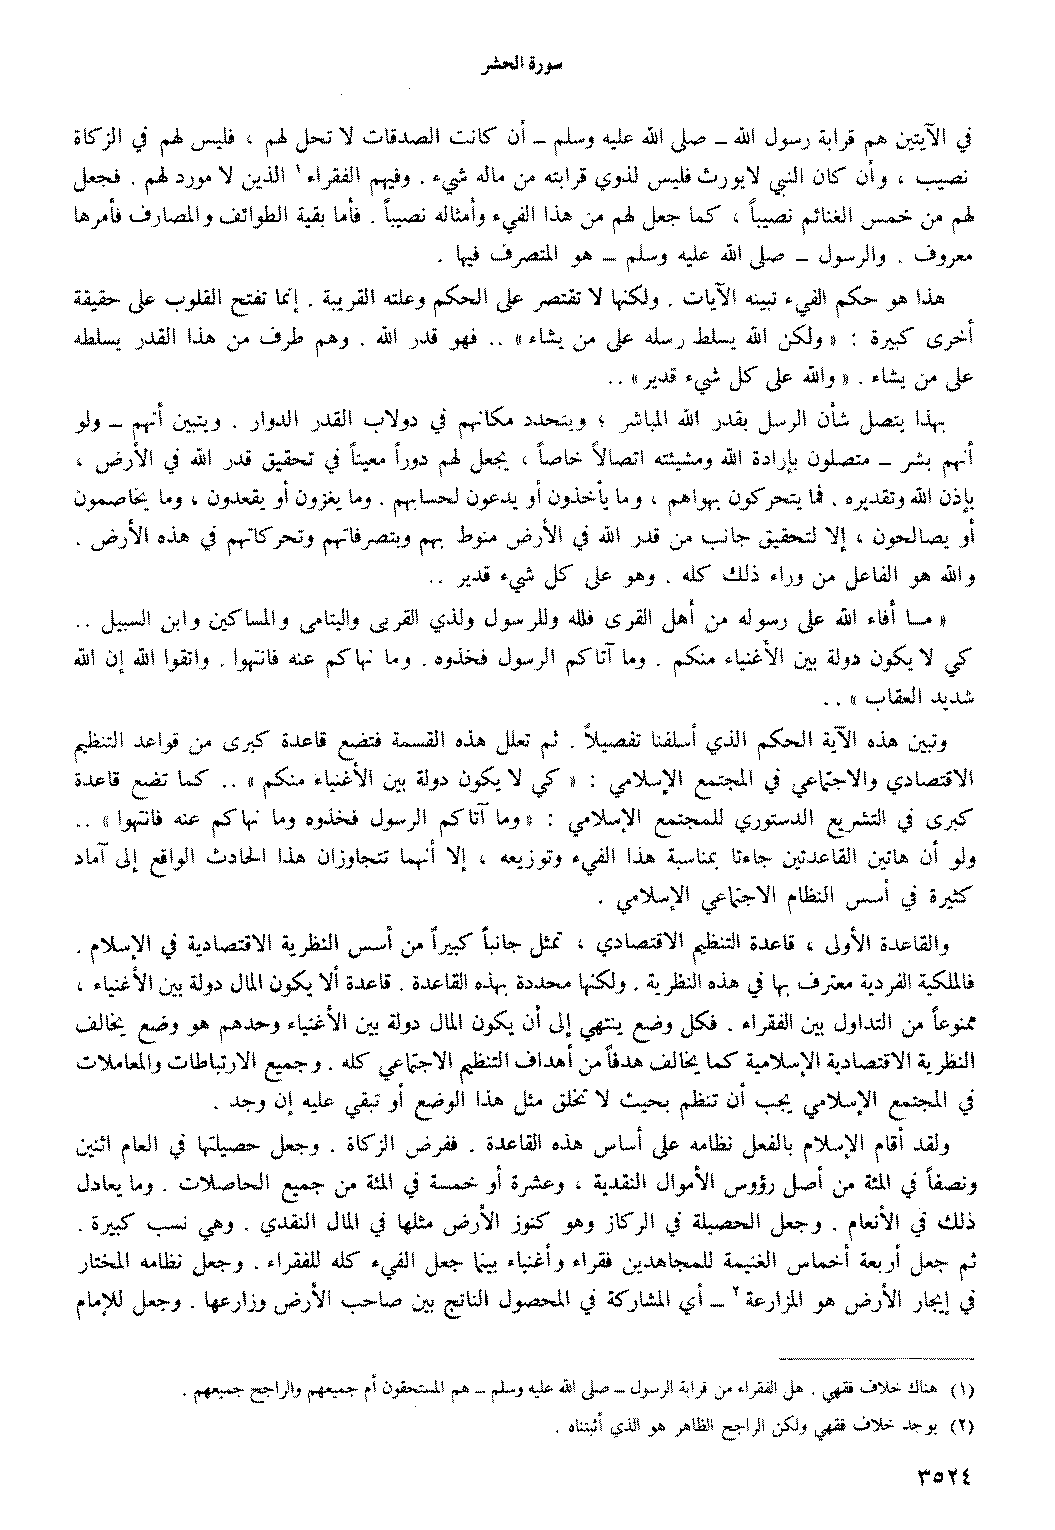 سورة الحشر
في الآيتين هم قرابة رسول الله – صلى الله عليه وسلم – أن كانت الصدقات لا تحل لهم ، فليس لهم في الزكاة
نصيب ، وأن كان النبي لايورث فليس لذوي قرابته من ماله شيء . وفيهم الفقراء ١ الذين لا مورد لهم . فجعل
لهم من خمس الغنائم نصيباً ، كما جعل لهم من هذا الفيء وأمثاله نصيباً . فأما بقية الطوائف والمصارف فأمرها
معروف . والرسول – صلى الله عليه وسلم – هو المتصرف فيها .
هذا هو حكم الفيء تبينه الآيات . ولكنها لا تقتصر على الحكم وعلته القريبة . إنما تفتح القلوب على حقيقة
أخرى كبيرة : « ولكن الله يسلط رسله على من يشاء » .. فهو قدر الله . وهم طرف من هذا القدر يسلطه
على من يشاء . « والله على كل شيء قدير » ..
بهذا يتصل شأن الرسل بقدر الله المباشر ؛ ويتحدد مكانهم في دولاب القدر الدوار . ويتبين أنهم – ولو
أنهم بشر – متصلون بإرادة الله ومشيئته اتصالاً خاصاً ، يجعل لهم دوراً معيناً في تحقيق قدر الله في الأرض ،
بإذن الله وتقديره . فما يتحركون بهواهم ، وما يأخذون أو يدعون لحسابهم . وما يغزون أو يقعدون ، وما يخاصمون
أو يصالحون ، إلا لتحقيق جانب من قدر الله في الأرض منوط بهم وبتصرفاتهم وتحركاتهم في هذه الأرض .
والله هو الفاعل من وراء ذلك كله . وهو على كل شيء قدير ..
« مـا أفاء الله على رسوله من أهل القرى فلله وللرسول ولذي القربى واليتامى والمساكين وابن السبيل ..
كي لا يكون دولة بين الأغنياء منكم . وما آتاكم الرسول فخذوه . وما نهاكم عنه فانتهوا . واتقوا الله إن الله
شديد العقاب » ..
وتبين هذه الآية الحكم الذي أسلفنا تفصيلاً . ثم تعلل هذه القسمة فتضع قاعدة كبرى من قواعد التنظيم
الاقتصادي والاجتماعي في المجتمع الإسلامي : « كي لا يكون دولة بين الأغنياء منكم » .. كما تضع قاعدة
كبرى في التشريع الدستوري للمجتمع الإسلامي : « وما آتاكم الرسول فخذوه وما نهاكم عنه فانتهوا » ..
ولو أن هاتين القاعدتين جاءتا بمناسبة هذا الفيء وتوزيعه ، إلا أنهما تتجاوزان هذا الحادث الواقع إلى آماد
كثيرة في أسس النظام الاجتماعي الإسلامي .
والقاعدة الأولى ، قاعدة التنظيم الاقتصادي ، تمثل جانباً كبيراً من أسس النظرية الاقتصادية في الإسلام .
فالملكية الفردية معترف بها في هذه النظرية . ولكنها محددة بهذه القاعدة . قاعدة ألا يكون المال دولة بين الأغنياء ،
ممنوعاً من التداول بين الفقراء . فكل وضع ينتهي إلى أن يكون المال دولة بين الأغنياء وحدهم هو وضع يخالف
النظرية الاقتصادية الإسلامية كما يخالف هدفاً من أهداف التنظيم الاجتماعي كله . وجميع الارتباطات والمعاملات
في المجتمع الإسلامي يجب أن تنظم بحيث لا تخلق مثل هذا الوضع أو تبقي عليه إن وجد .
ولقد أقام الإسلام بالفعل نظامه على أساس هذه القاعدة . ففرض الزكاة . وجعل حصيلتها في العام اثنين
ونصفاً في المئة من أصل رؤوس الأموال النقدية ، وعشرة أو خمسة في المئة من جميع الحاصلات . وما يعادل
ذلك في الأنعام . وجعل الحصيلة في الركاز وهو كنوز الأرض مثلها في المال النقدي . وهي نسب كبيرة .
ثم جعل أربعة أخماس الغنيمة للمجاهدين فقراء وأغنياء بينما جعل الفيء كله للفقراء . وجعل نظامه المختار
في إيجار الأرض هو المزارعة ٢ – أي المشاركة في المحصول الناتج بين صاحب الأرض وزارعها . وجعل للإمام
(١) هناك خلاف فقهي . هل الفقراء من قرابة الرسول – صلى الله عليه وسلم – هم المستحقون أم جميعهم والراجح جميعهم .
(٢) يوجد خلاف فقهي ولكن الراجح الظاهر هو الذي أثبتناه .
٣٥٢٤